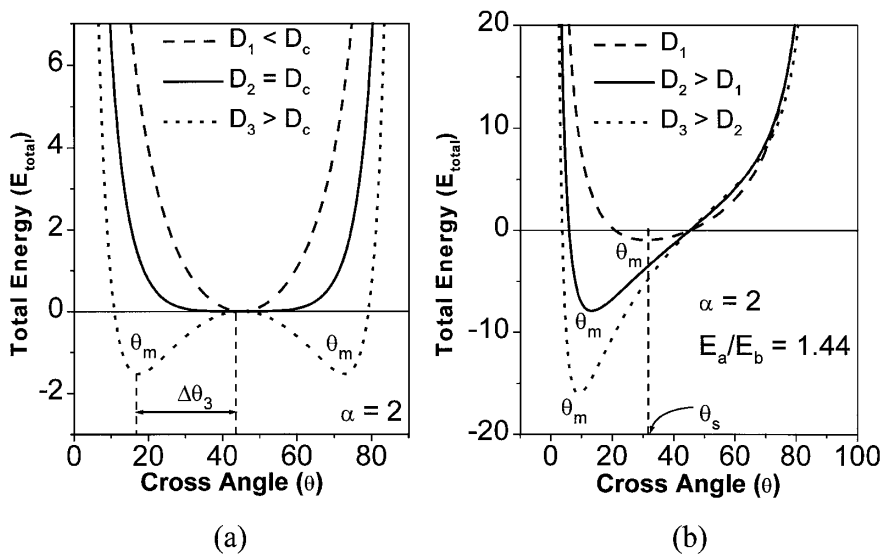 D₁ < D_c
D₂ = D_c
D₃ > D_c
Total Energy (E_total)
6
4
2
0
-2
θ_m
θ_m
Δθ₃
α = 2
0
20
40
60
80
Cross Angle (θ)
(a)
D₁
D₂ > D₁
D₃ > D₂
Total Energy (E_total)
20
10
0
-10
-20
θ_m
θ_m
θ_m
α = 2
E_a/E_b = 1.44
θ_s
0
20
40
60
80
100
Cross Angle (θ)
(b)